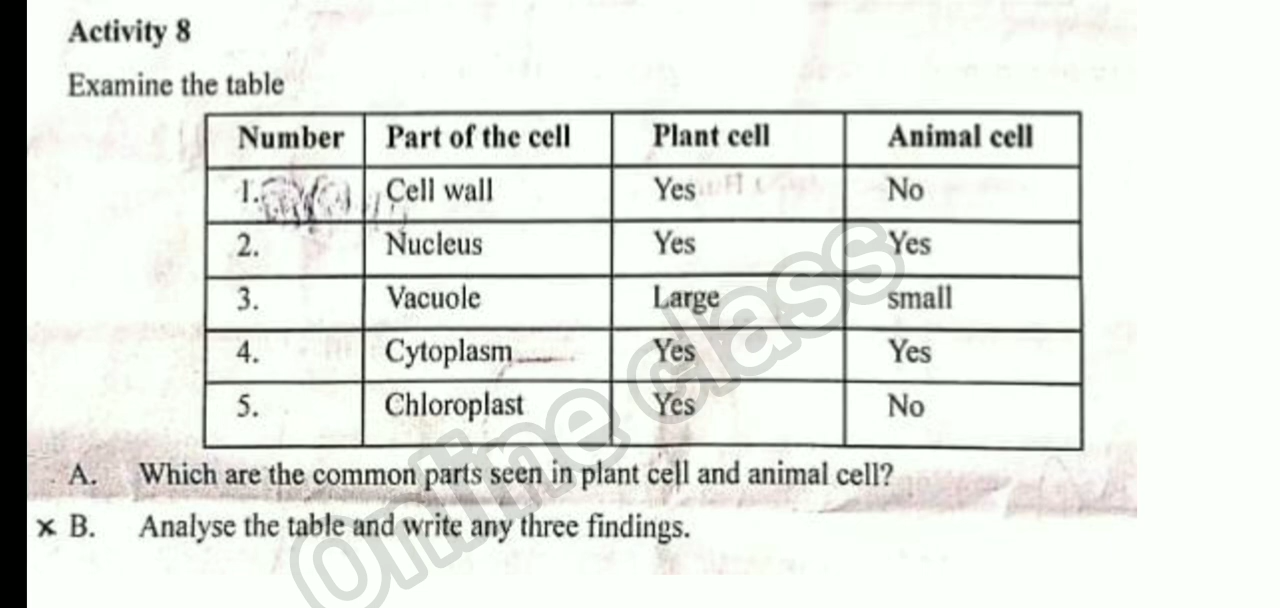 Activity 8
Examine the table
Number Part of the cell Plant cell Animal cell
1. Cell wall Yes No
2. Nucleus Yes Yes
3. Vacuole Large small
4. Cytoplasm Yes Yes
5. Chloroplast Yes No
A. Which are the common parts seen in plant cell and animal cell?
x B. Analyse the table and write any three findings.
Online class